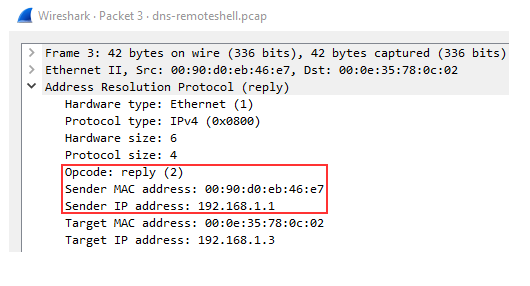 Wireshark · Packet 3 · dns-remoteshell.pcap
Frame 3: 42 bytes on wire (336 bits), 42 bytes captured (336 bits)
Ethernet II, Src: 00:90:d0:eb:46:e7, Dst: 00:0e:35:78:0c:02
Address Resolution Protocol (reply)
Hardware type: Ethernet (1)
Protocol type: IPv4 (0x0800)
Hardware size: 6
Protocol size: 4
Opcode: reply (2)
Sender MAC address: 00:90:d0:eb:46:e7
Sender IP address: 192.168.1.1
Target MAC address: 00:0e:35:78:0c:02
Target IP address: 192.168.1.3